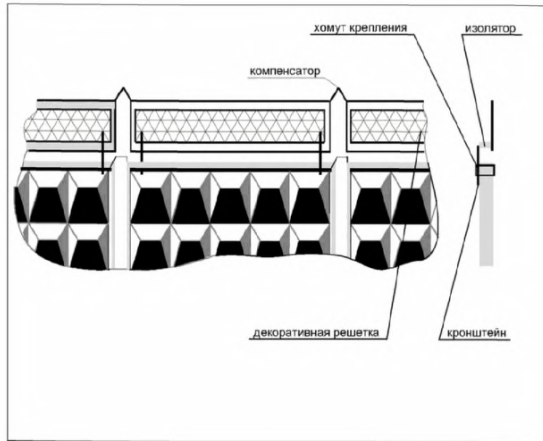 хомут крепления
изолятор
компенсатор
декоративная решетка
кронштейн